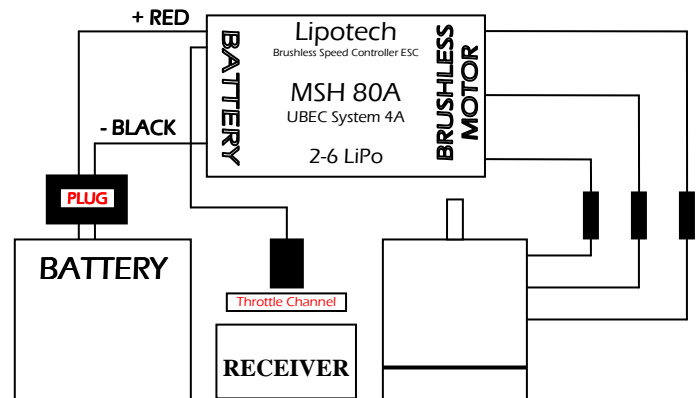 + RED
- BLACK
PLUG
BATTERY
BATTERY
Lipotech
Brushless Speed Controller ESC
MSH 80A
UBEC System 4A
2-6 LiPo
BRUSHLESS
MOTOR
Throttle Channel
RECEIVER